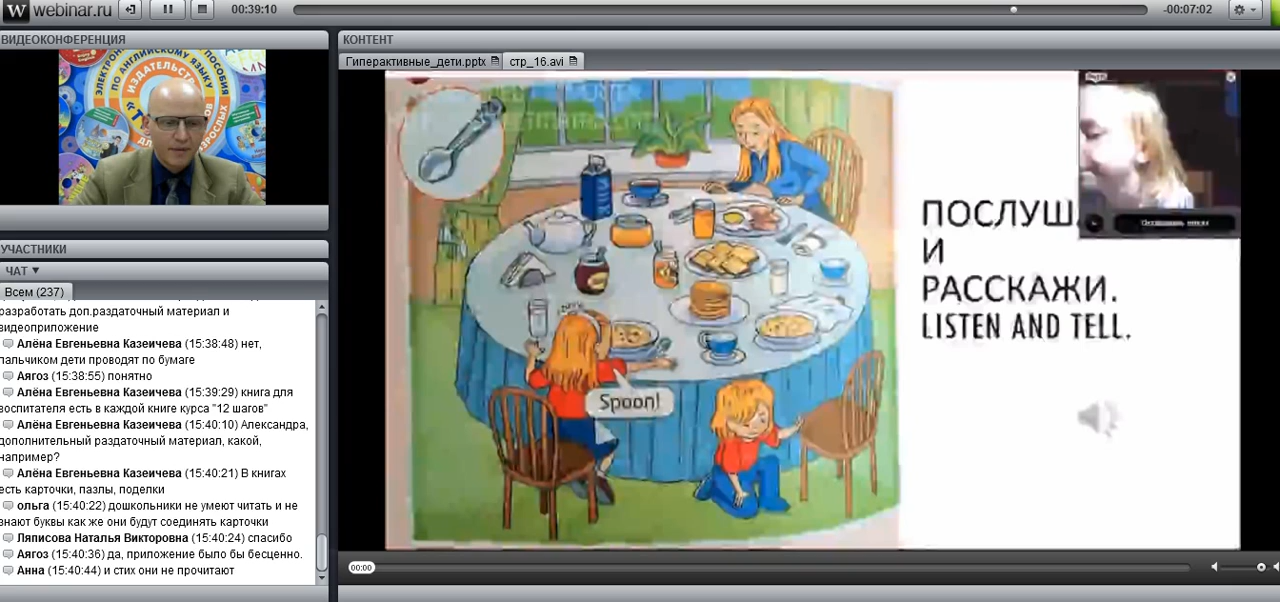 webinar.ru
00:39:10
-00:07:02
ВИДЕОКОНФЕРЕНЦИЯ
УЧАСТНИКИ
ЧАТ
Всем (237)
разработать доп.раздаточный материал и
видеоприложение
Алёна Евгеньевна Казеичева (15:38:48) нет,
пальчиком дети проводят по бумаге
Аягоз (15:38:55) понятно
Алёна Евгеньевна Казеичева (15:39:29) книга для
воспитателя есть в каждой книге курса "12 шагов"
Алёна Евгеньевна Казеичева (15:40:10) Александра,
дополнительный раздаточный материал, какой,
например?
Алёна Евгеньевна Казеичева (15:40:21) В книгах
есть карточки, пазлы, поделки
ольга (15:40:22) дошкольники не умеют читать и не
знают буквы как же они будут соединять карточки
Ляписова Наталья Викторовна (15:40:24) спасибо
Аягоз (15:40:36) да, приложение было бы бесценно.
Анна (15:40:44) и стих они не прочитают
КОНТЕНТ
Гиперактивные_дети.pptx
стр_16.avi
Spoon!
ПОСЛУШ
И
РАССКАЖИ.
LISTEN AND TELL.
00:00
ЭЛЕКТРОН
ПОСОБИЯ
ПО АНГЛИЙСКОМУ ЯЗЫКУ
ИЗДАТЕЛЬСТ